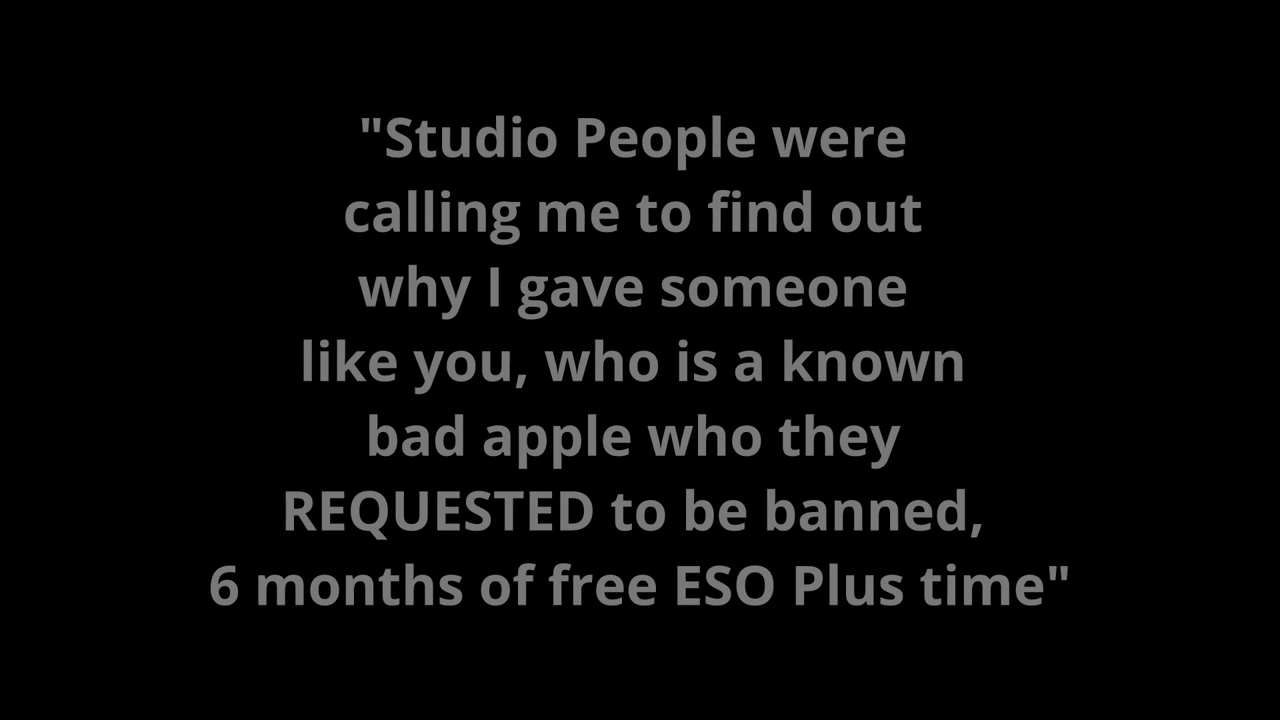 "Studio People were
calling me to find out
why I gave someone
like you, who is a known
bad apple who they
REQUESTED to be banned,
6 months of free ESO Plus time"